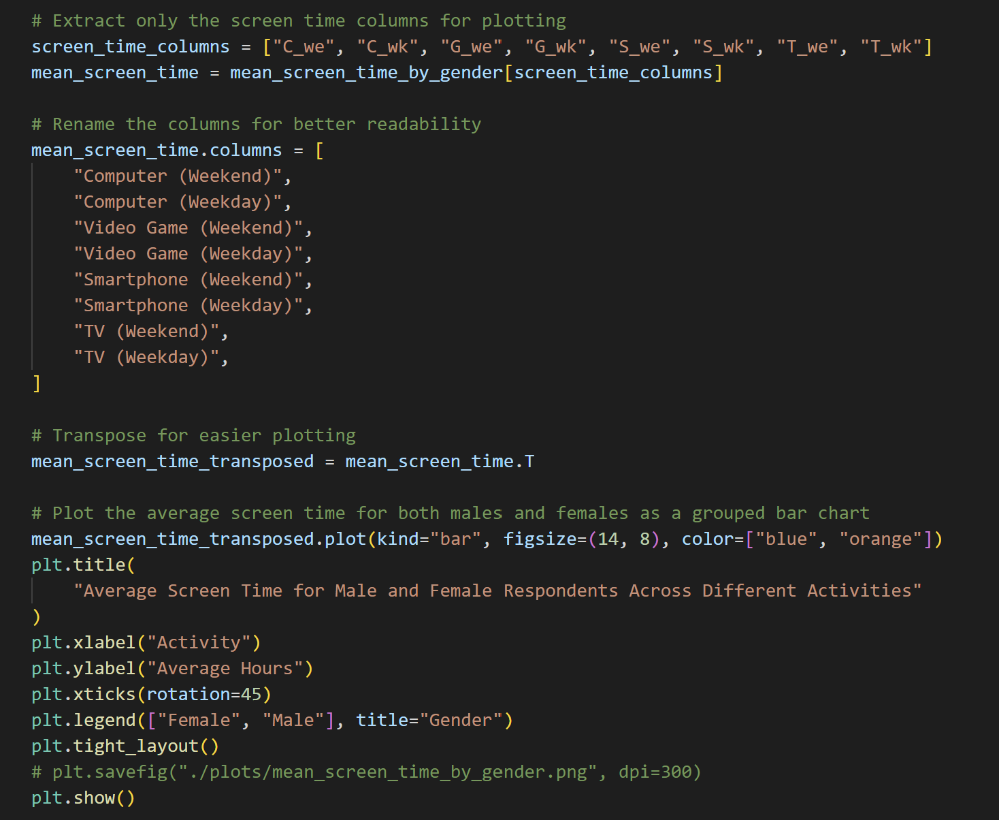 # Extract only the screen time columns for plotting
screen_time_columns = ["C_we", "C_wk", "G_we", "G_wk", "S_we", "S_wk", "T_we", "T_wk"]
mean_screen_time = mean_screen_time_by_gender[screen_time_columns]

# Rename the columns for better readability
mean_screen_time.columns = [
    "Computer (Weekend)",
    "Computer (Weekday)",
    "Video Game (Weekend)",
    "Video Game (Weekday)",
    "Smartphone (Weekend)",
    "Smartphone (Weekday)",
    "TV (Weekend)",
    "TV (Weekday)",
]

# Transpose for easier plotting
mean_screen_time_transposed = mean_screen_time.T

# Plot the average screen time for both males and females as a grouped bar chart
mean_screen_time_transposed.plot(kind="bar", figsize=(14, 8), color=["blue", "orange"])
plt.title(
    "Average Screen Time for Male and Female Respondents Across Different Activities"
)
plt.xlabel("Activity")
plt.ylabel("Average Hours")
plt.xticks(rotation=45)
plt.legend(["Female", "Male"], title="Gender")
plt.tight_layout()
# plt.savefig("./plots/mean_screen_time_by_gender.png", dpi=300)
plt.show()